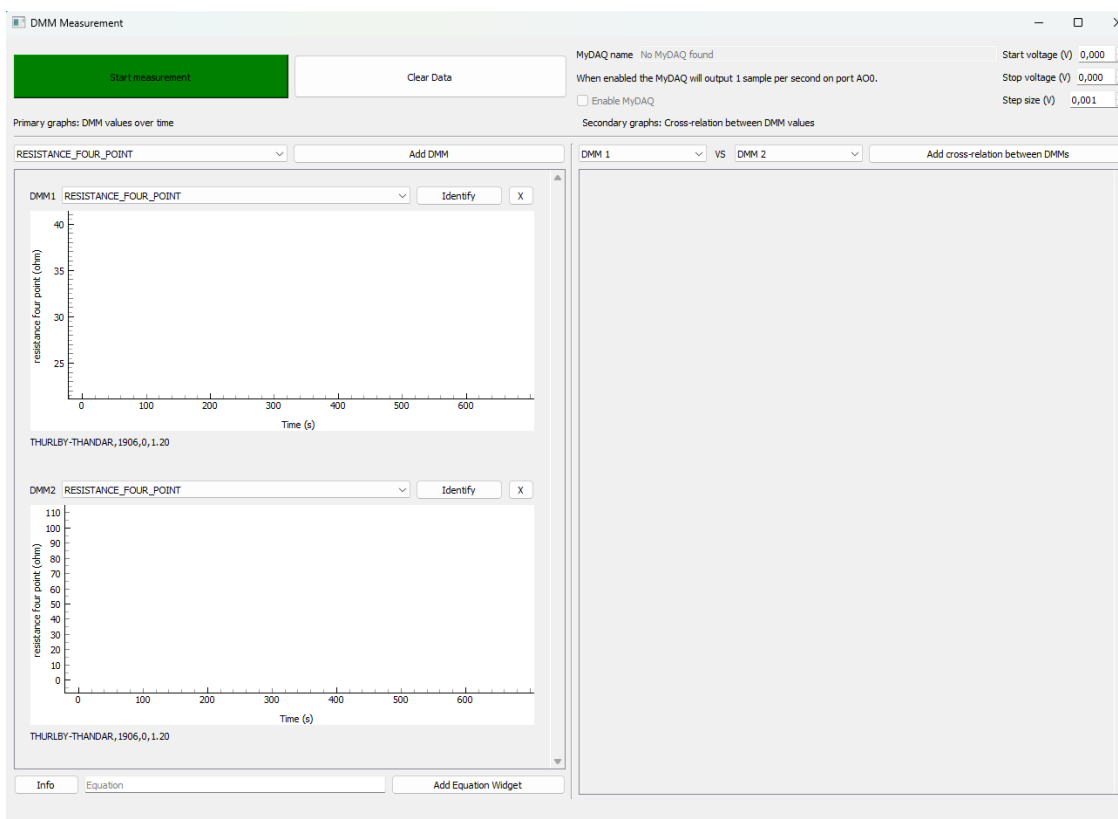 DMM Measurement
Start measurement
Clear Data
MyDAQ name No MyDAQ found
When enabled the MyDAQ will output 1 sample per second on port AO0.
Enable MyDAQ
Start voltage (V) 0,000
Stop voltage (V) 0,000
Step size (V) 0,001
Primary graphs: DMM values over time
Secondary graphs: Cross-relation between DMM values
RESISTANCE_FOUR_POINT
Add DMM
DMM 1 VS DMM 2
Add cross-relation between DMMs
DMM1 RESISTANCE_FOUR_POINT Identify X
resistance four point (ohm)
40
35
30
25
0 100 200 300 400 500 600
Time (s)
THURLBY-THANDAR,1906,0,1.20
DMM2 RESISTANCE_FOUR_POINT Identify X
resistance four point (ohm)
110
100
90
80
70
60
50
40
30
20
10
0
0 100 200 300 400 500 600
Time (s)
THURLBY-THANDAR,1906,0,1.20
Info Equation Add Equation Widget